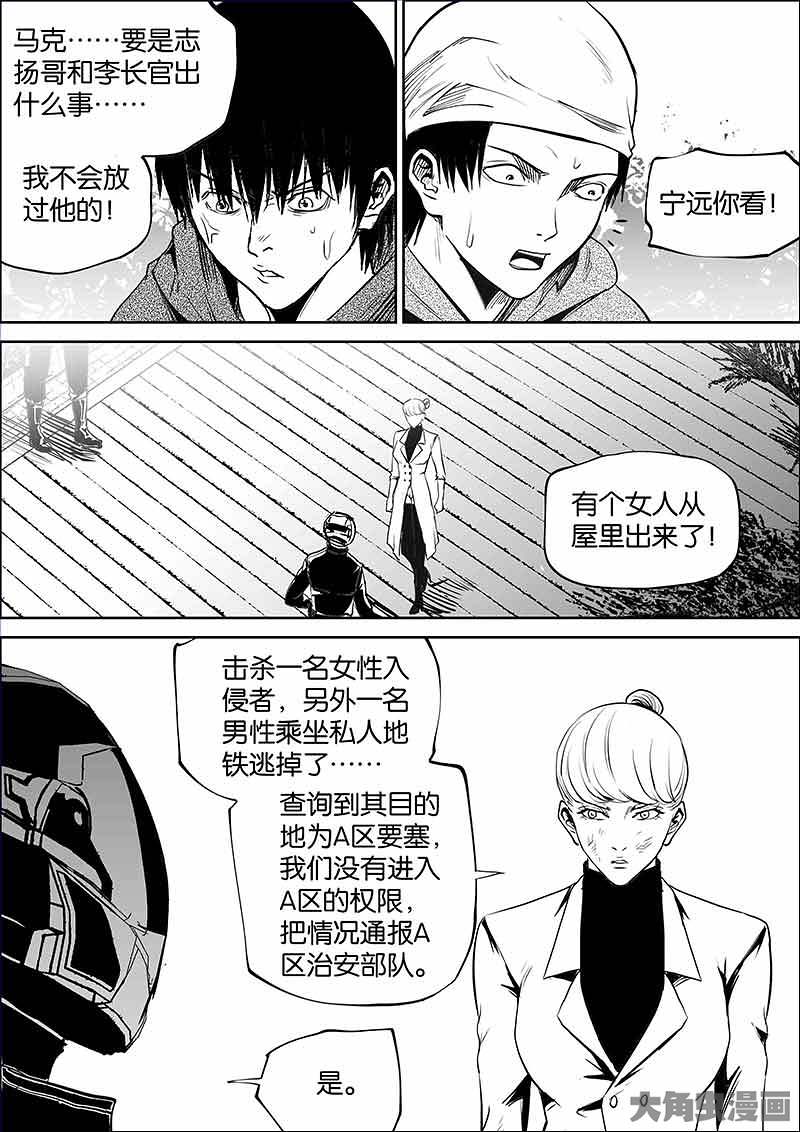 马克……要是志
扬哥和李长官出
什么事……
我不会放
过他的！
宁远你看！
有个女人从
屋里出来了！
击杀一名女性入
侵者，另外一名
男性乘坐私人地
铁逃掉了……
查询到其目的
地为A区要塞，
我们没有进入
A区的权限，
把情况通报A
区治安部队。
是。
大角虫漫画